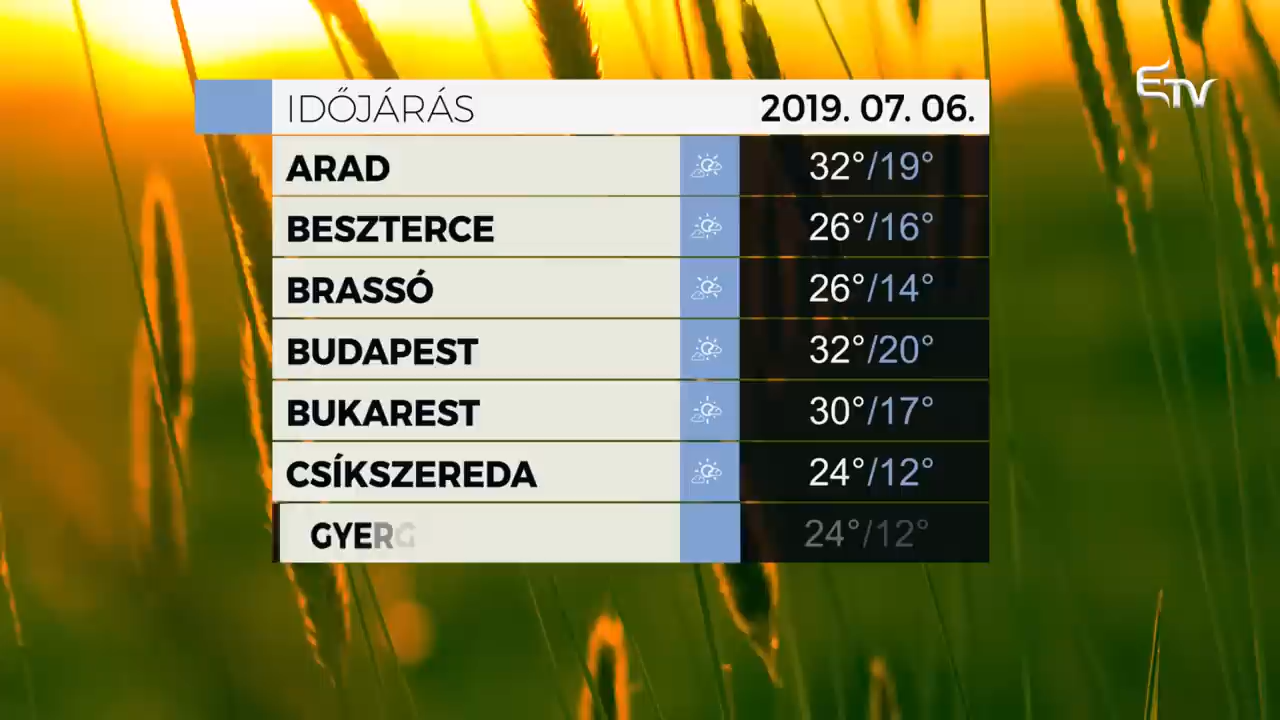 ETV
IDŐJÁRÁS 2019. 07. 06.
ARAD 32°/19°
BESZTERCE 26°/16°
BRASSÓ 26°/14°
BUDAPEST 32°/20°
BUKAREST 30°/17°
CSÍKSZEREDA 24°/12°
GYERG 24°/12°